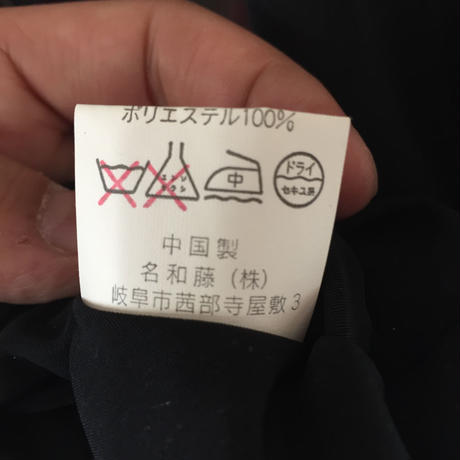 ポリエステル100%
エンソ
サラシ
中
ドライ
セキユ系
中国製
名和藤(株)
岐阜市茜部寺屋敷3